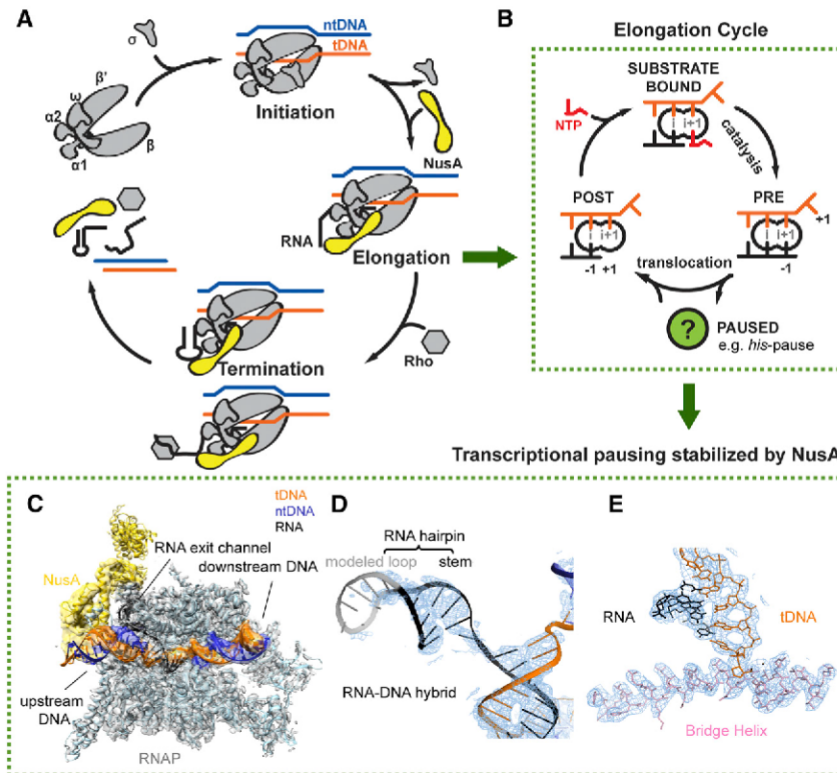 A
σ
ntDNA
tDNA
β'
ω
α2
α1
β
Initiation
NusA
RNA
Elongation
Rho
Termination
B
Elongation Cycle
SUBSTRATE
BOUND
NTP
i
i+1
catalysis
POST
i
i+1
-1 +1
PRE
i
i+1
+1
-1
translocation
?
PAUSED
e.g. his-pause
Transcriptional pausing stabilized by NusA
C
tDNA
ntDNA
RNA
RNA exit channel
downstream DNA
NusA
upstream
DNA
RNAP
D
RNA hairpin
modeled loop
stem
RNA-DNA hybrid
E
RNA
tDNA
Bridge Helix